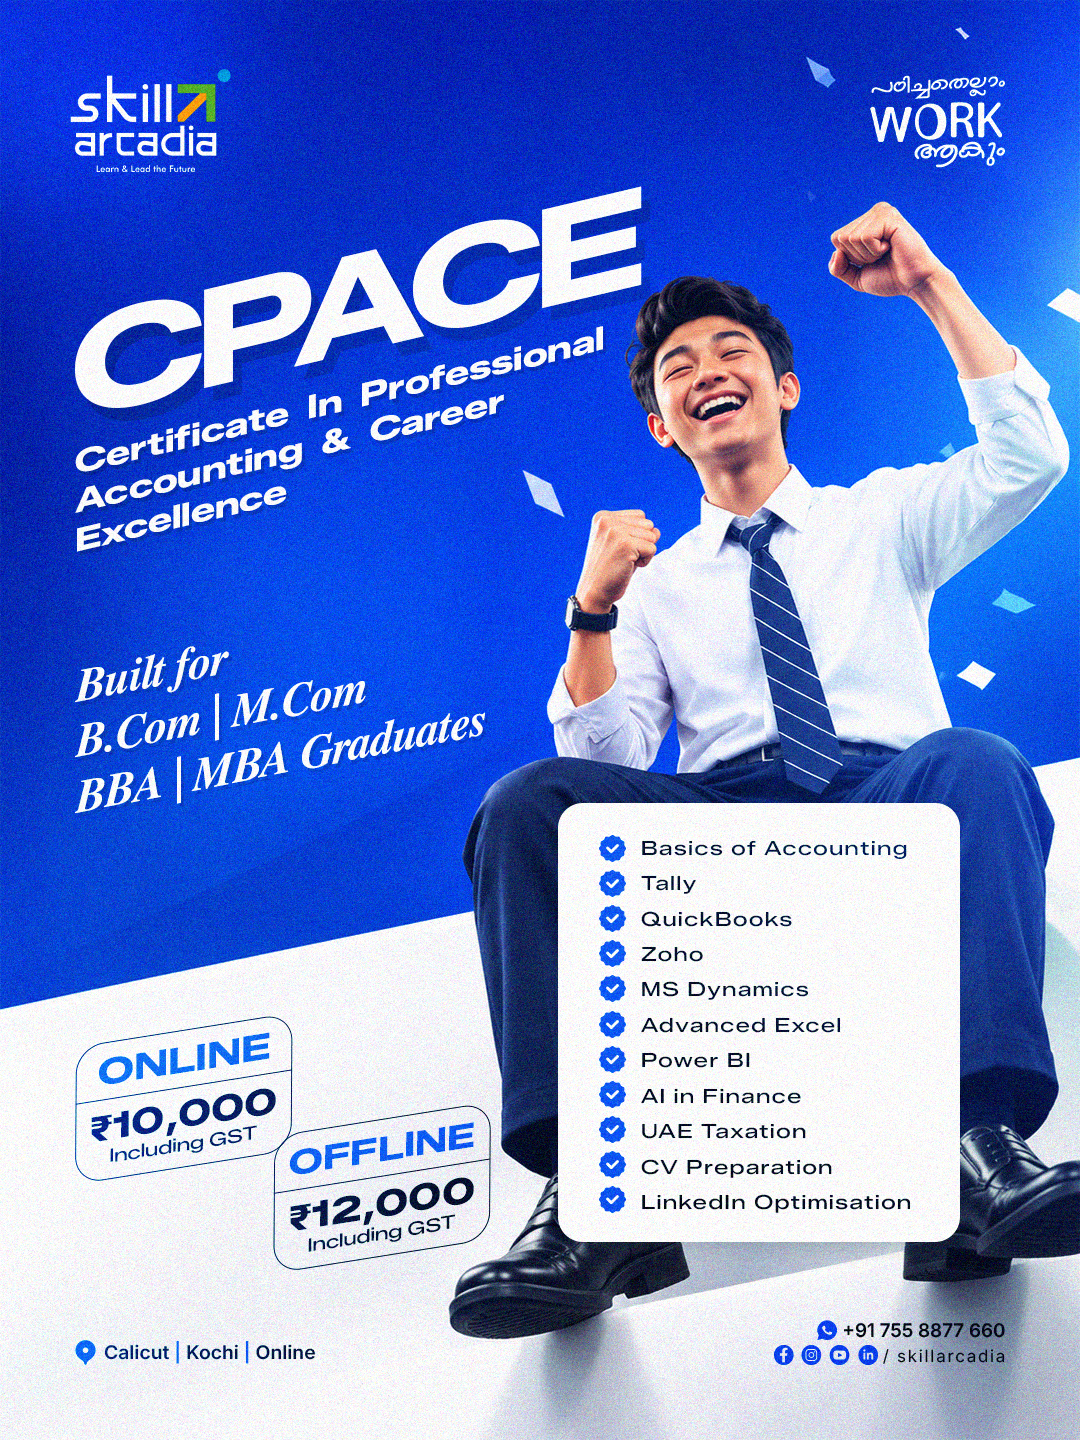 skill
arcadia
Learn & Lead the Future
പഠിച്ചതെല്ലാം
WORK
ആകും
CPACE
Certificate In Professional
Accounting & Career
Excellence
Built for
B.Com | M.Com
BBA | MBA Graduates
Basics of Accounting
Tally
QuickBooks
Zoho
MS Dynamics
Advanced Excel
Power BI
AI in Finance
UAE Taxation
CV Preparation
LinkedIn Optimisation
ONLINE
₹10,000
Including GST
OFFLINE
₹12,000
Including GST
Calicut | Kochi | Online
+91 755 8877 660
/ skillarcadia